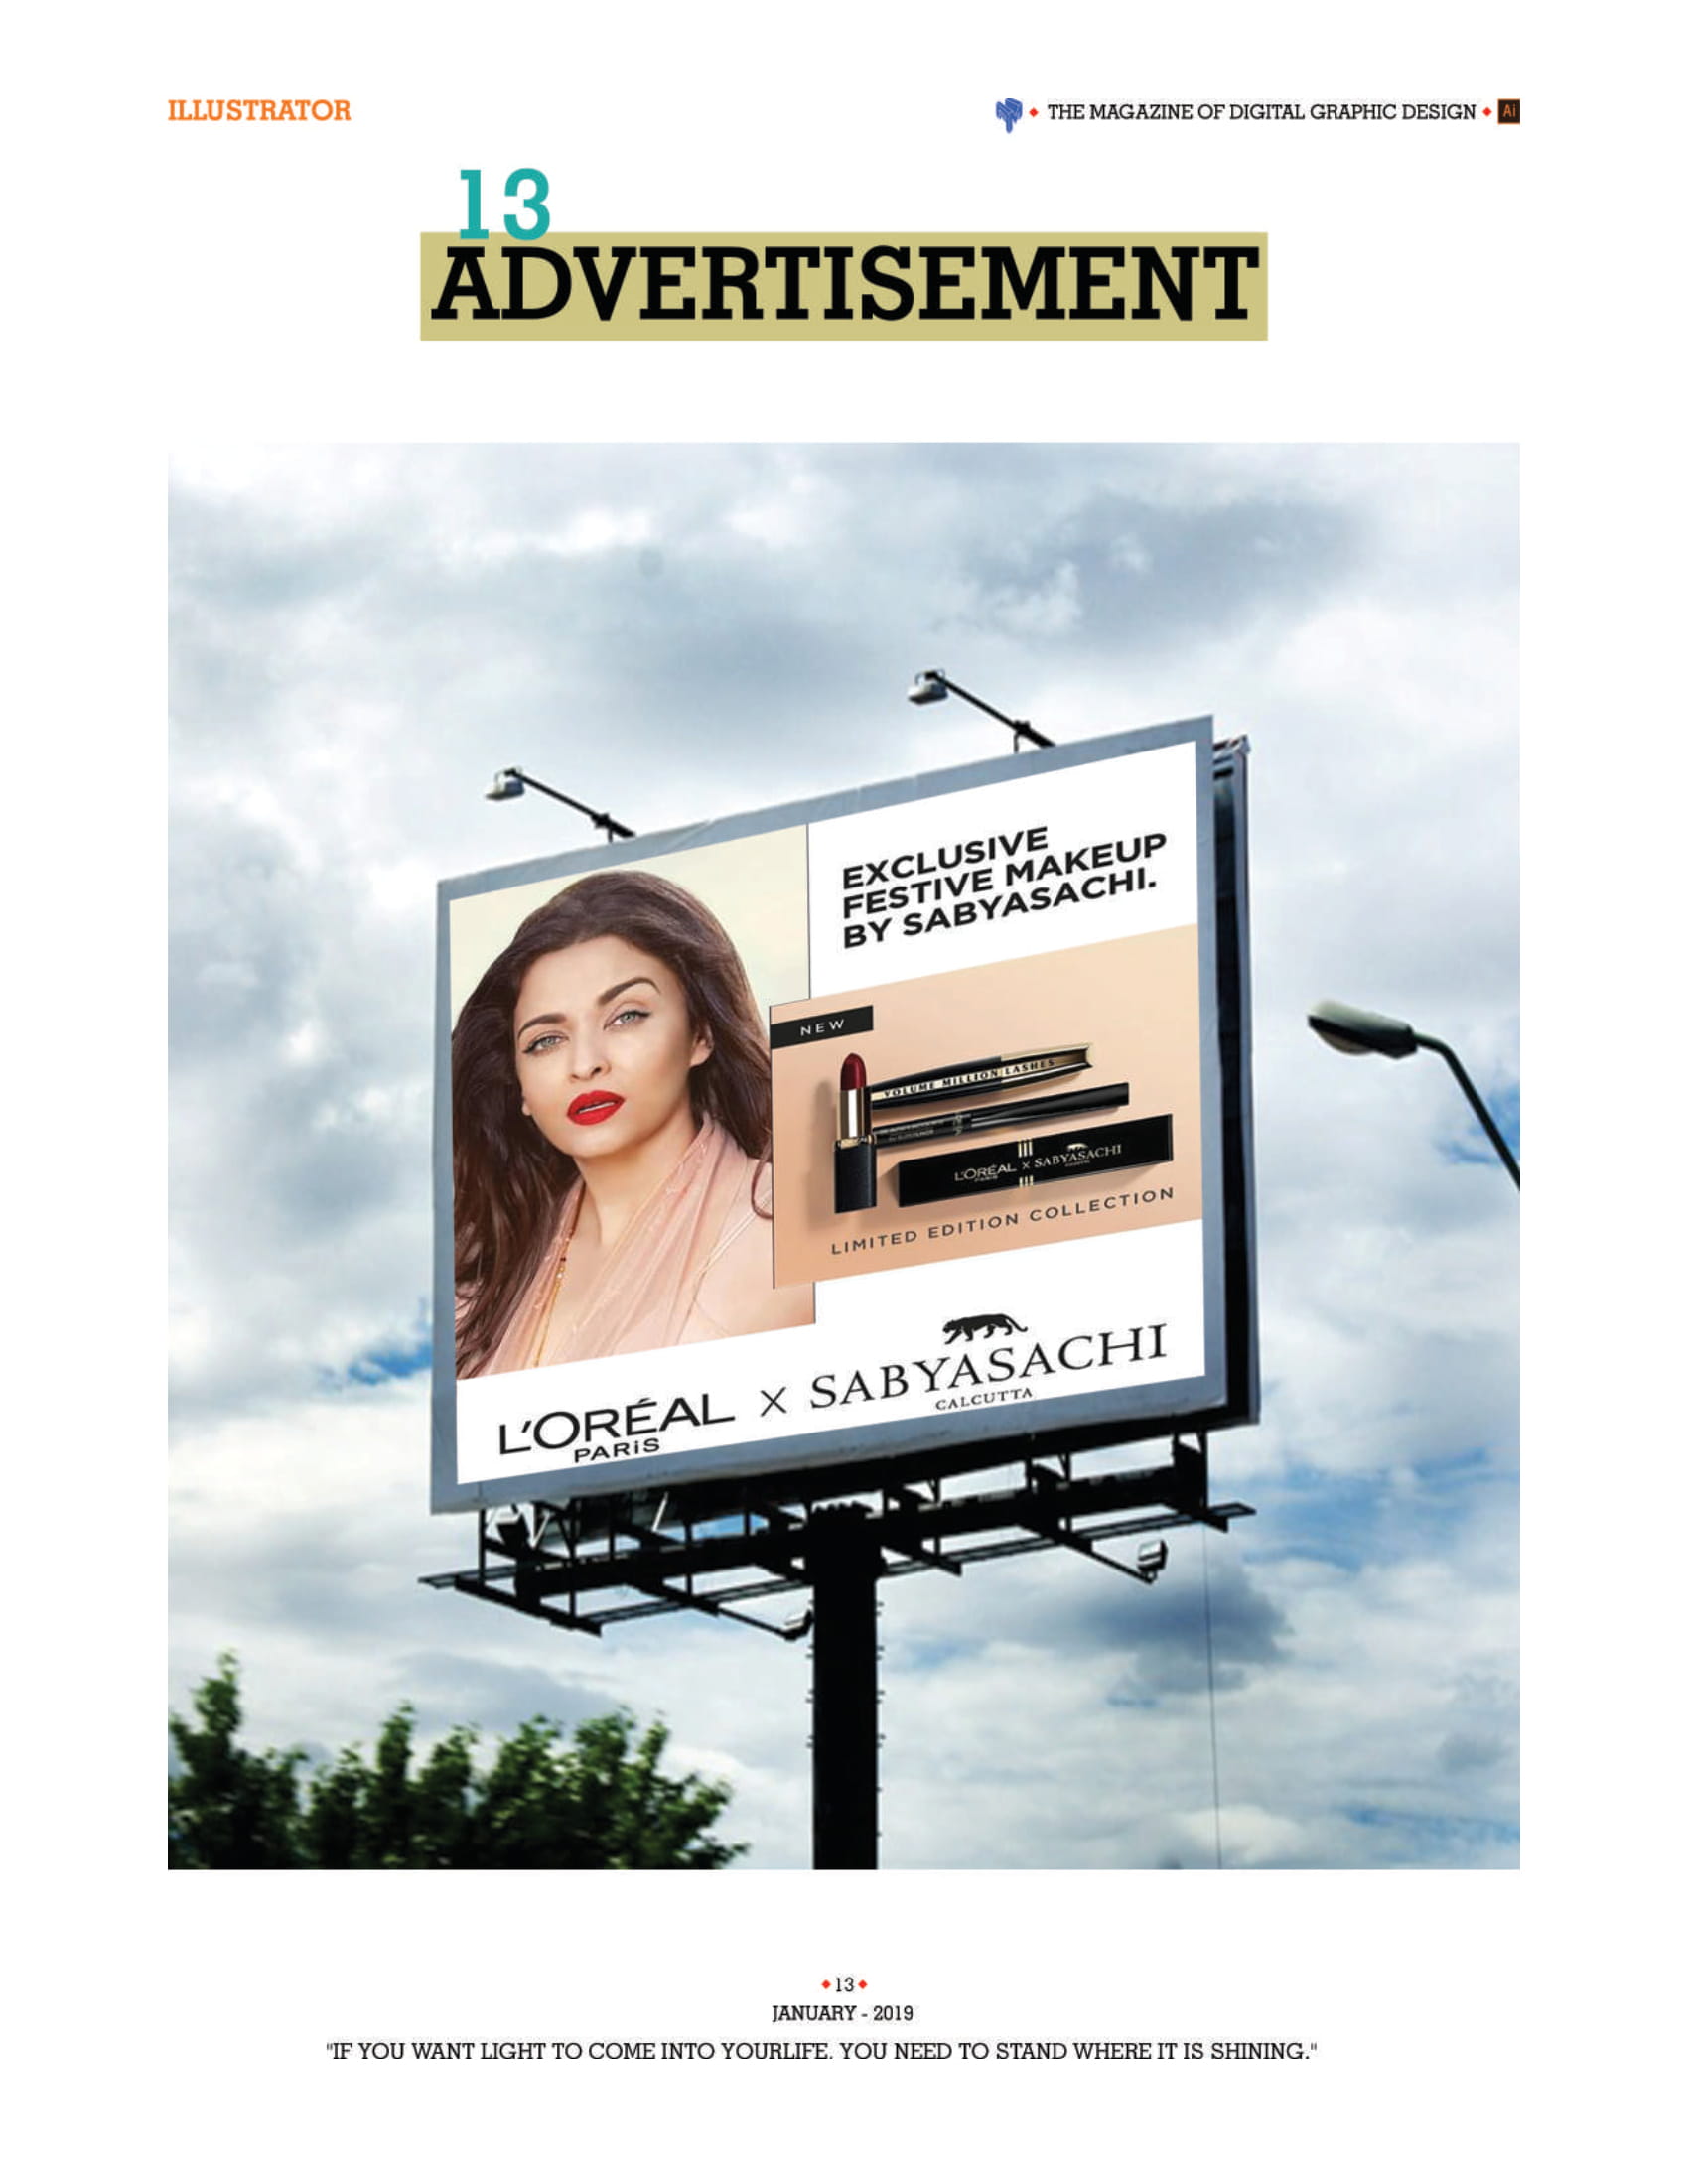 ILLUSTRATOR
◆ THE MAGAZINE OF DIGITAL GRAPHIC DESIGN ◆ Ai
13
ADVERTISEMENT
EXCLUSIVE
FESTIVE MAKEUP
BY SABYASACHI.
NEW
VOLUME MILLION LASHES
L'ORÉAL X SABYASACHI
PARIS
LIMITED EDITION COLLECTION
L'ORÉAL X SABYASACHI
PARiS
CALCUTTA
◆13◆
JANUARY - 2019
"IF YOU WANT LIGHT TO COME INTO YOURLIFE. YOU NEED TO STAND WHERE IT IS SHINING."